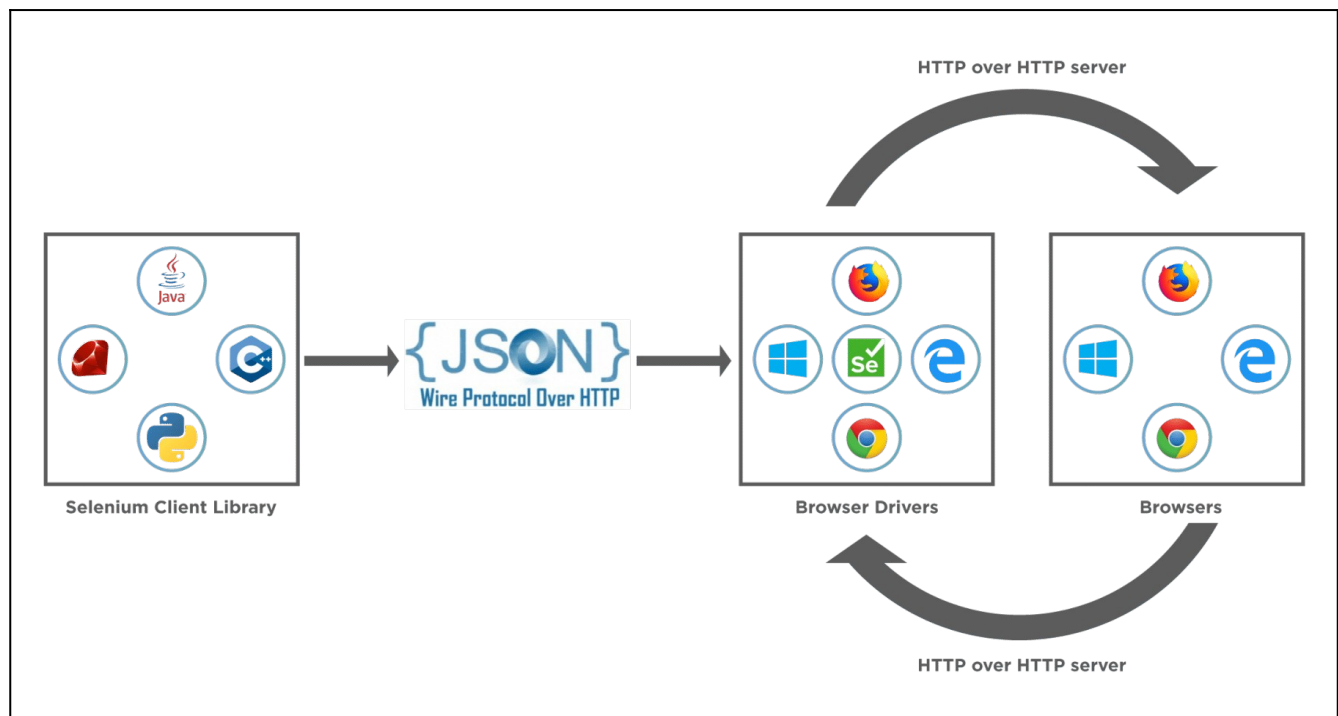 HTTP over HTTP server
Java
C++
Selenium Client Library
{JSON}
Wire Protocol Over HTTP
Se
Browser Drivers
Browsers
HTTP over HTTP server